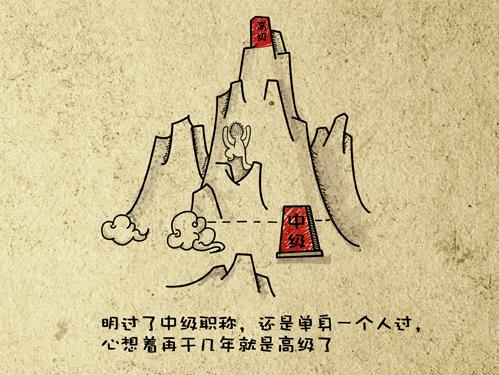 高级
中级
明过了中级职称，还是单身一个人过，
心想着再干几年就是高级了